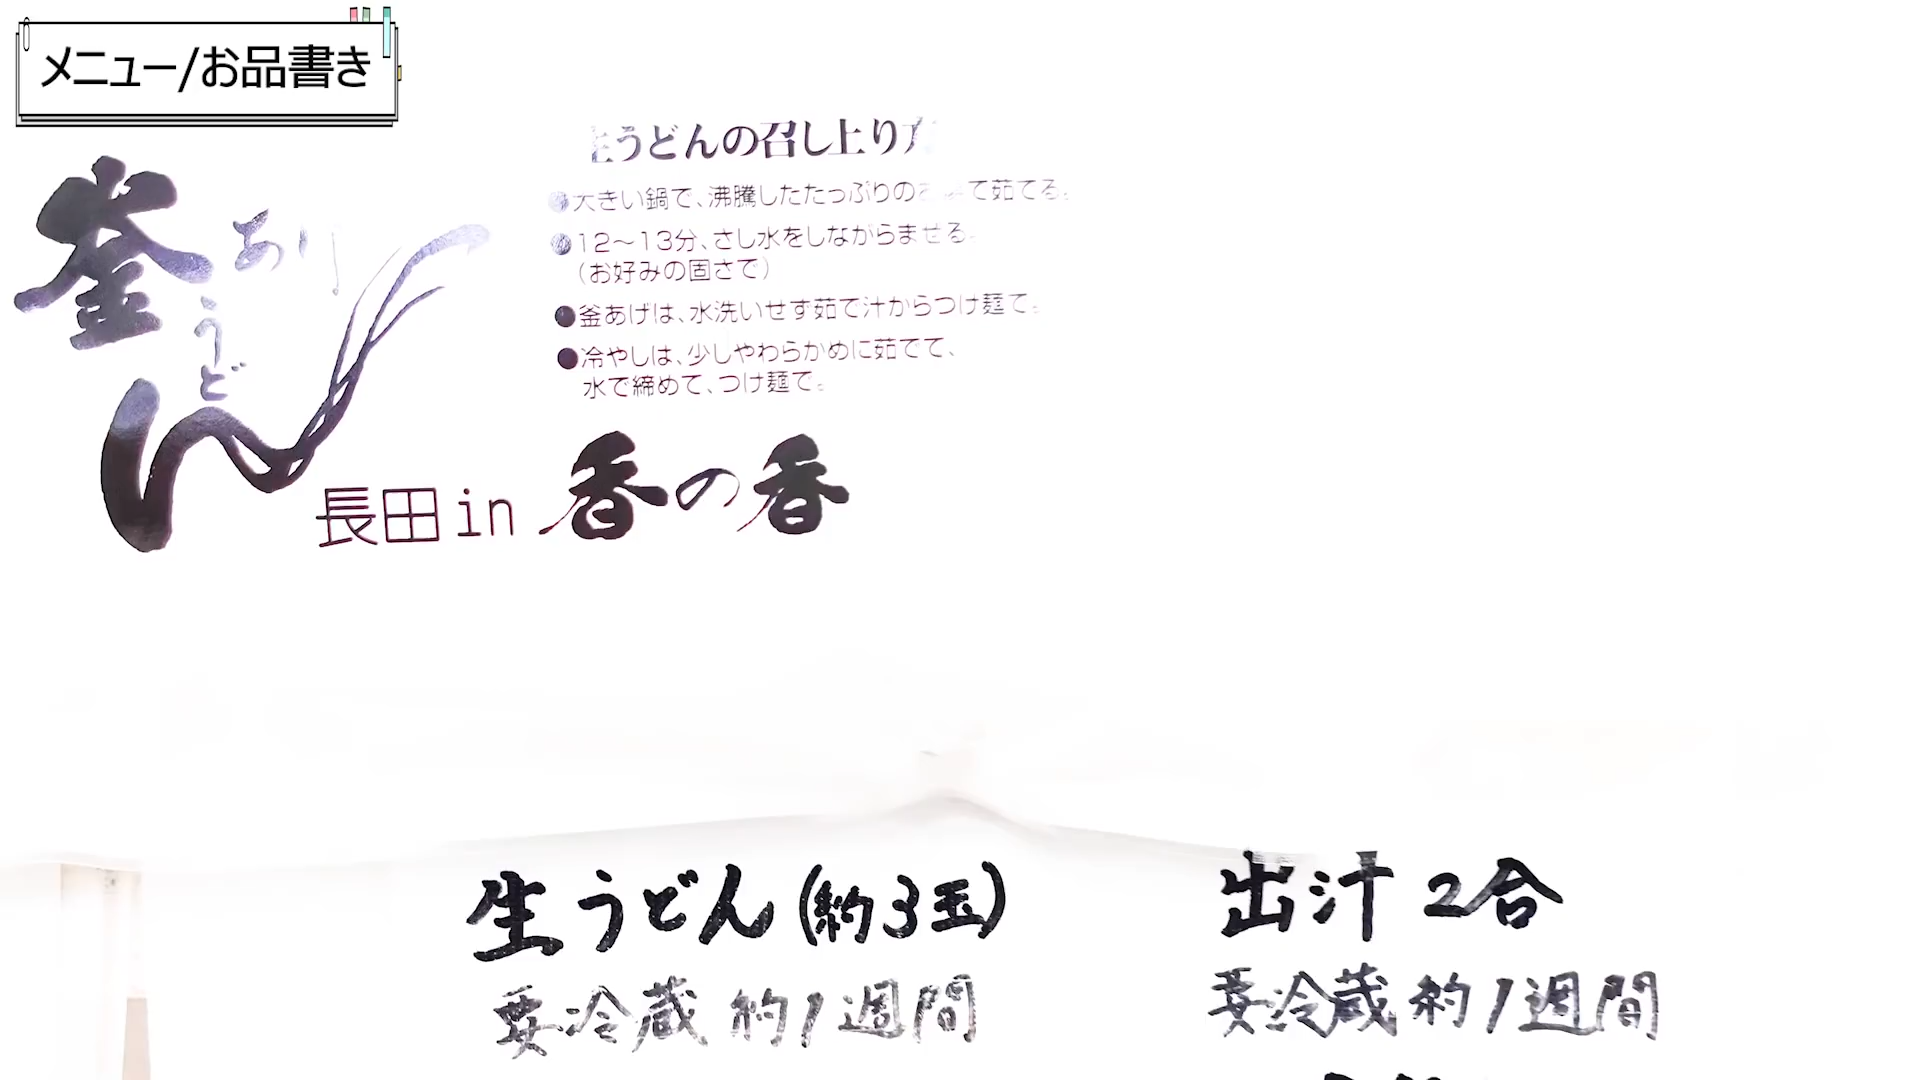 メニュー/お品書き
釜あげ
うどん
長田in 香の香
生うどんの召し上り方
●大きい鍋で、沸騰したたっぷりのお湯で茹でる。
●12～13分、さし水をしながらませる。
(お好みの固さで)
●釜あげは、水洗いせず茹で汁からつけ麺で。
●冷やしは、少しやわらかめに茹でて、
水で締めて、つけ麺で。
生うどん(約3玉)
要冷蔵 約1週間
出汁 2合
要冷蔵 約1週間